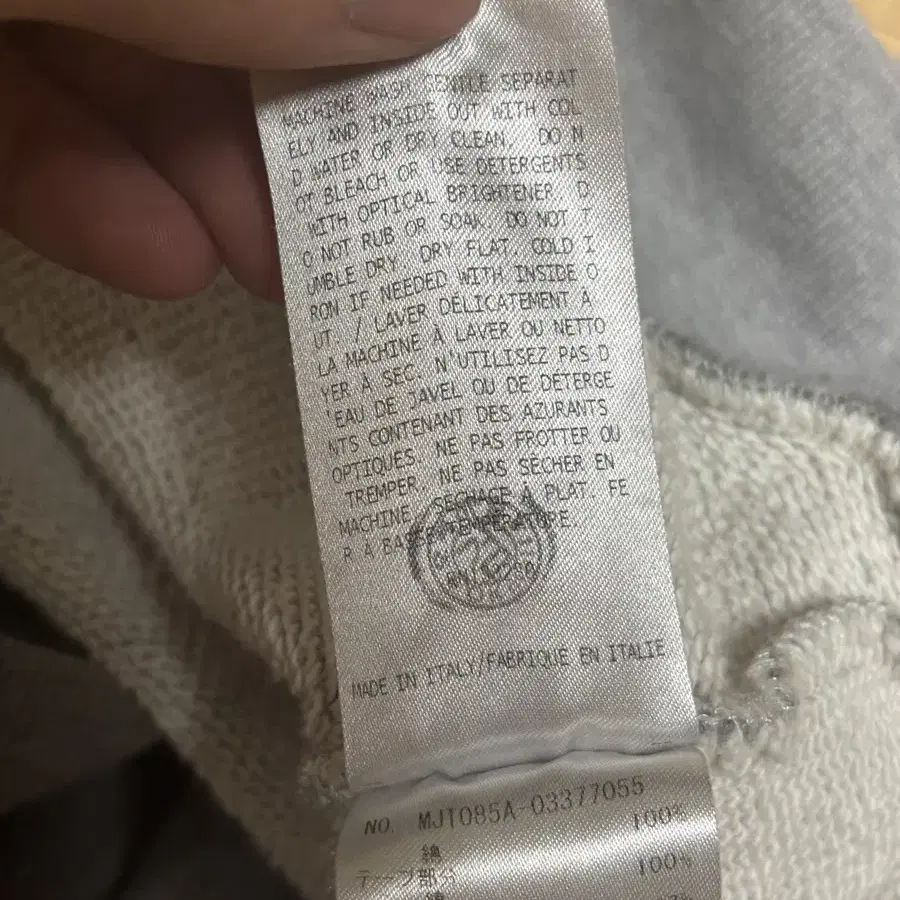 MACHINE WASH GENTLE SEPARAT
ELY AND INSIDE OUT WITH COL
D WATER OR DRY CLEAN. DO N
OT BLEACH OR USE DETERGENTS
WITH OPTICAL BRIGHTENER. D
O NOT RUB OR SOAK. DO NOT T
UMBLE DRY. DRY FLAT. COLD I
RON IF NEEDED WITH INSIDE O
UT. / LAVER DÉLICATEMENT À
LA MACHINE À LAVER OU NETTO
YER À SEC. N'UTILISEZ PAS D
'EAU DE JAVEL OU DE DÉTERGE
NTS CONTENANT DES AZURANTS
OPTIQUES. NE PAS FROTTER OU
TREMPER. NE PAS SÉCHER EN
MACHINE. SÉCHAGE À PLAT. FE
R À BASSE TEMPÉRATURE.
MADE IN ITALY/FABRIQUE EN ITALIE
NO. MJT085A-03377055
100%
綿
テープ部分 100%
綿